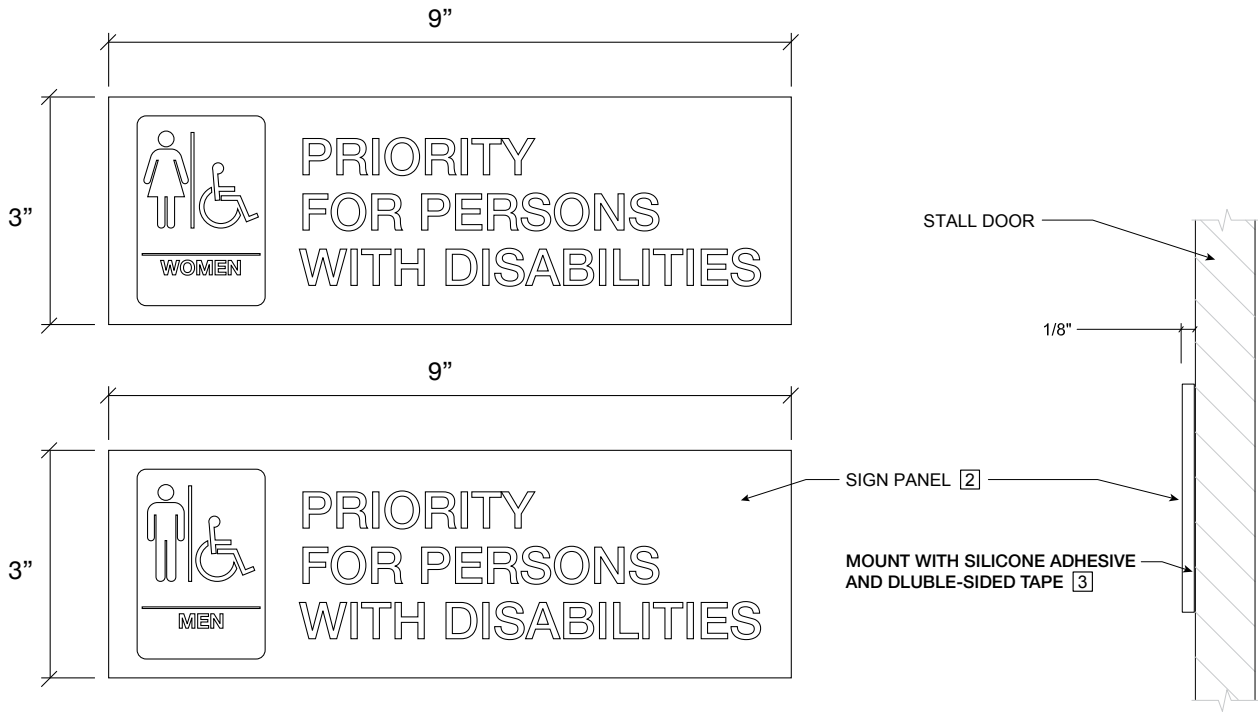 9”
3”
WOMEN
PRIORITY
FOR PERSONS
WITH DISABILITIES
9”
3”
MEN
PRIORITY
FOR PERSONS
WITH DISABILITIES
STALL DOOR
1/8"
SIGN PANEL 2
MOUNT WITH SILICONE ADHESIVE
AND DLUBLE-SIDED TAPE 3